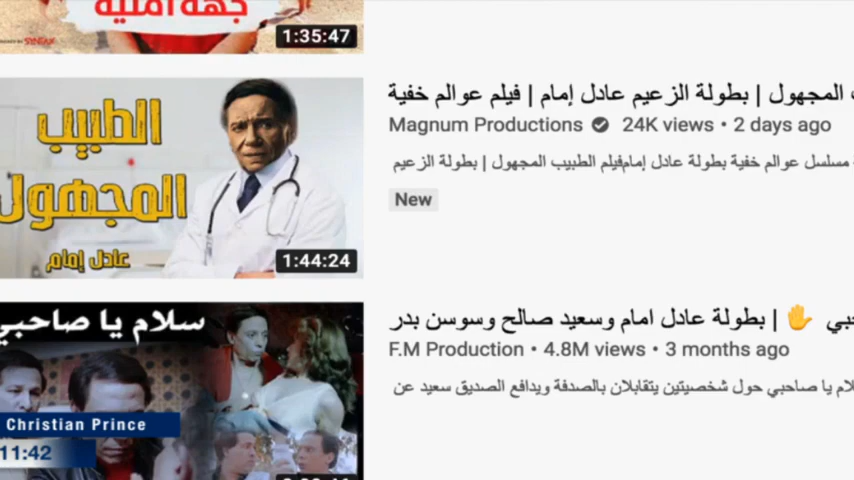 جهة أمنية
1:35:47
الطبيب
المجهول
عادل إمام
1:44:24
المجهول | بطولة الزعيم عادل إمام | فيلم عوالم خفية
Magnum Productions 24K views • 2 days ago
مسلسل عوالم خفية بطولة عادل إمامفيلم الطبيب المجهول | بطولة الزعيم
New
سلام يا صاحبي
Christian Prince
11:42
حبي ✋ | بطولة عادل امام وسعيد صالح وسوسن بدر
F.M Production • 4.8M views • 3 months ago
لام يا صاحبي حول شخصيتين يتقابلان بالصدفة ويدافع الصديق سعيد عن